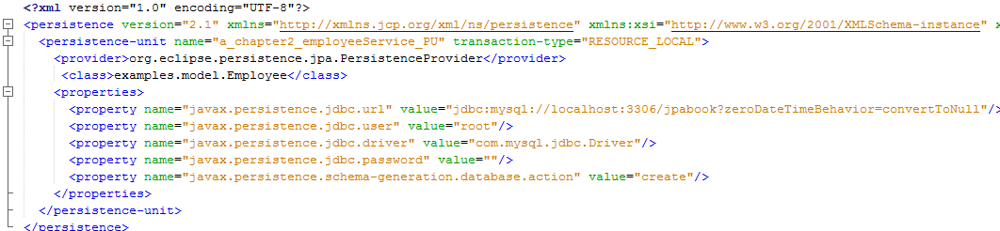 <?xml version="1.0" encoding="UTF-8"?>
<persistence version="2.1" xmlns="http://xmlns.jcp.org/xml/ns/persistence" xmlns:xsi="http://www.w3.org/2001/XMLSchema-instance" x
<persistence-unit name="a_chapter2_employeeService_PU" transaction-type="RESOURCE_LOCAL">
<provider>org.eclipse.persistence.jpa.PersistenceProvider</provider>
<class>examples.model.Employee</class>
<properties>
<property name="javax.persistence.jdbc.url" value="jdbc:mysql://localhost:3306/jpabook?zeroDateTimeBehavior=convertToNull"/>
<property name="javax.persistence.jdbc.user" value="root"/>
<property name="javax.persistence.jdbc.driver" value="com.mysql.jdbc.Driver"/>
<property name="javax.persistence.jdbc.password" value=""/>
<property name="javax.persistence.schema-generation.database.action" value="create"/>
</properties>
</persistence-unit>
</persistence>